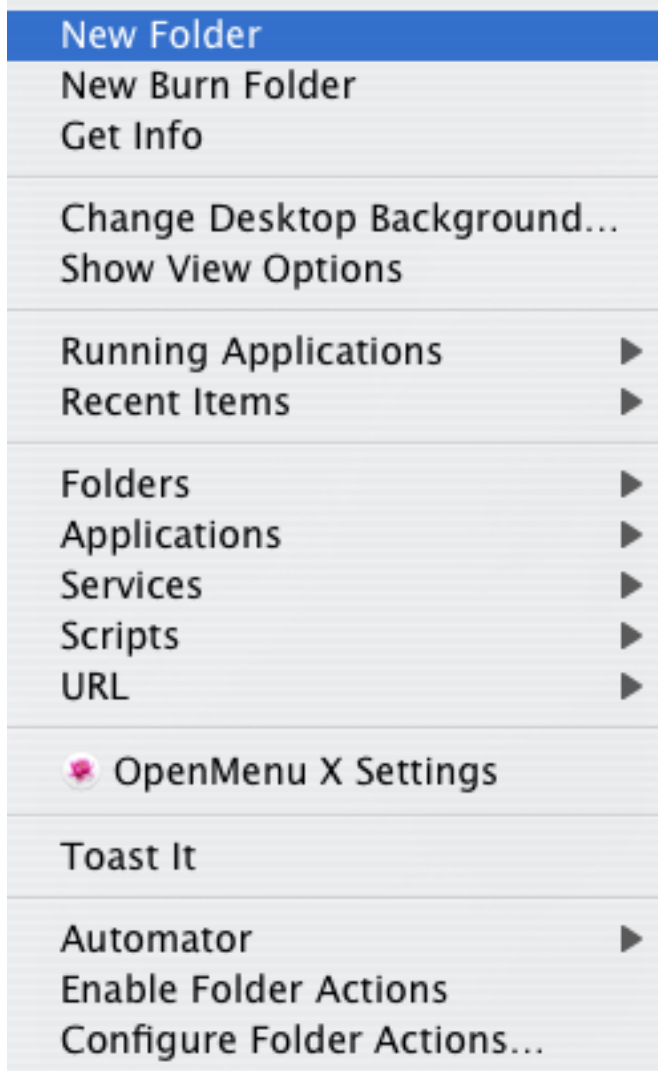 New Folder
New Burn Folder
Get Info
Change Desktop Background...
Show View Options
Running Applications
Recent Items
Folders
Applications
Services
Scripts
URL
OpenMenu X Settings
Toast It
Automator
Enable Folder Actions
Configure Folder Actions...